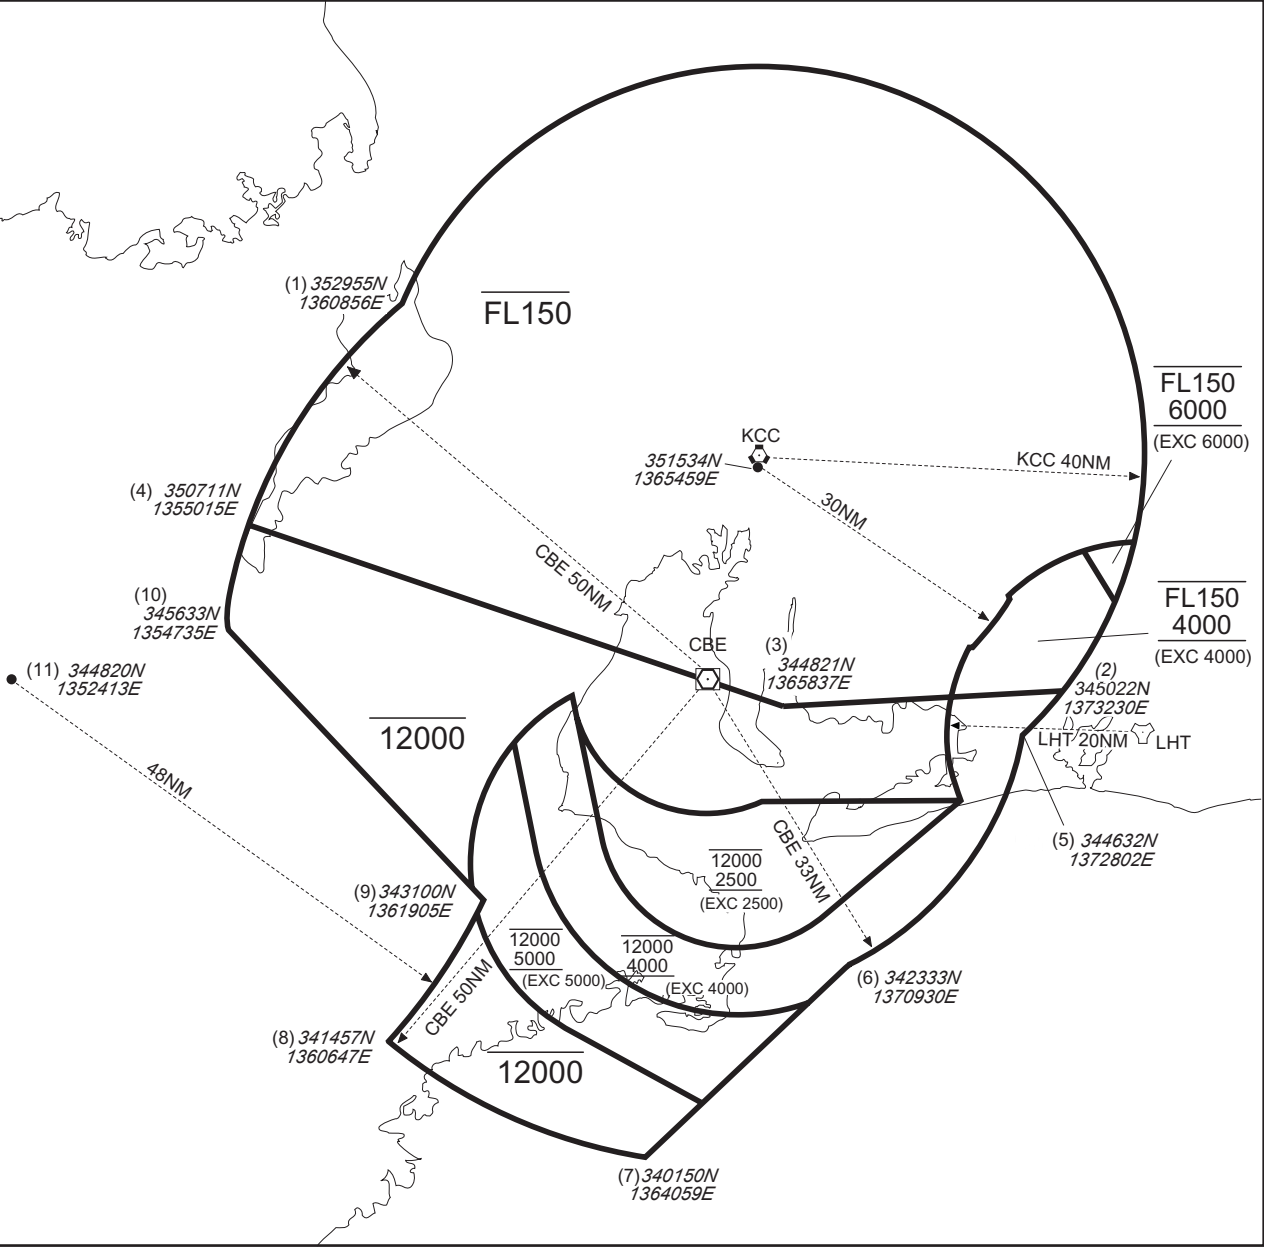 (1) 352955N
1360856E
FL150
FL150
6000
(EXC 6000)
KCC
351534N
1365459E
KCC 40NM
(4) 350711N
1355015E
30NM
CBE 50NM
(10)
345633N
1354735E
FL150
4000
(EXC 4000)
CBE
(3)
344821N
1365837E
(11) 344820N
1352413E
(2)
345022N
1373230E
12000
LHT 20NM
LHT
48NM
(5) 344632N
1372802E
CBE 33NM
12000
2500
(EXC 2500)
(9) 343100N
1361905E
12000
5000
(EXC 5000)
12000
4000
(EXC 4000)
CBE 50NM
(6) 342333N
1370930E
(8) 341457N
1360647E
12000
(7) 340150N
1364059E